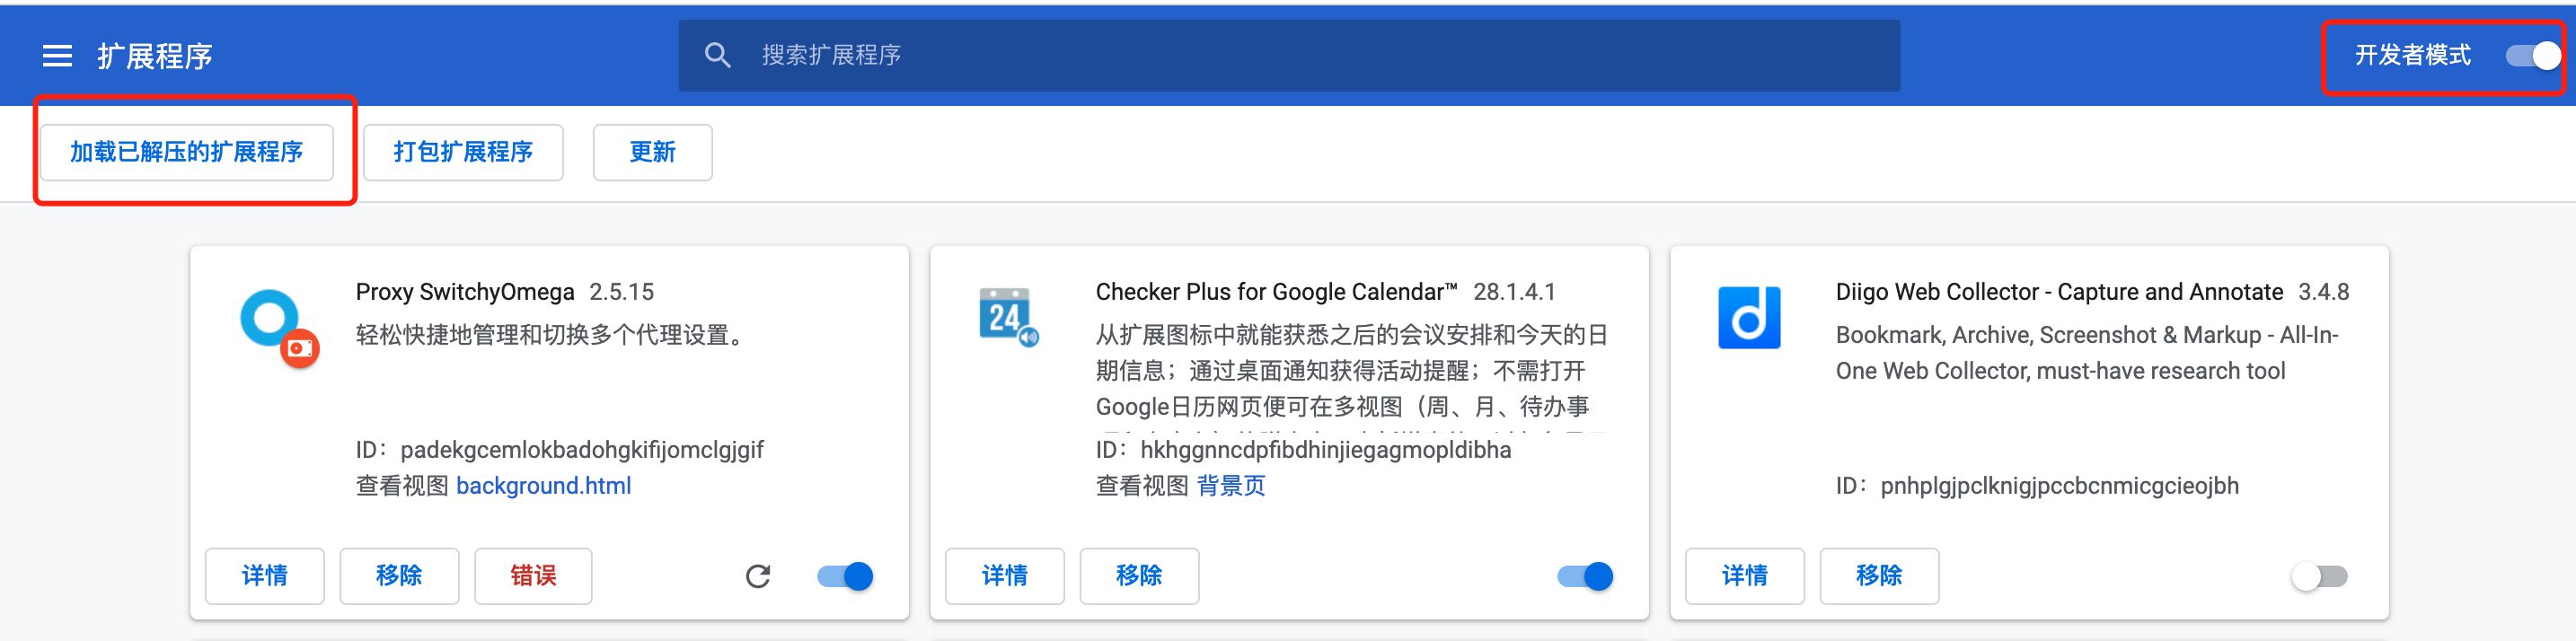 扩展程序
搜索扩展程序
开发者模式
加载已解压的扩展程序
打包扩展程序
更新
Proxy SwitchyOmega 2.5.15
轻松快捷地管理和切换多个代理设置。
ID：padekgcemlokbadohgkifijomclgjgif
查看视图 background.html
详情
移除
错误
24
Checker Plus for Google Calendar™ 28.1.4.1
从扩展图标中就能获悉之后的会议安排和今天的日
期信息；通过桌面通知获得活动提醒；不需打开
Google日历网页便可在多视图（周、月、待办事
ID：hkhggnncdpfibdhinjiegagmopldibha
查看视图 背景页
详情
移除
d
Diigo Web Collector - Capture and Annotate 3.4.8
Bookmark, Archive, Screenshot & Markup - All-In-
One Web Collector, must-have research tool
ID：pnhplgjpclknigjpccbcnmicgcieojbh
详情
移除